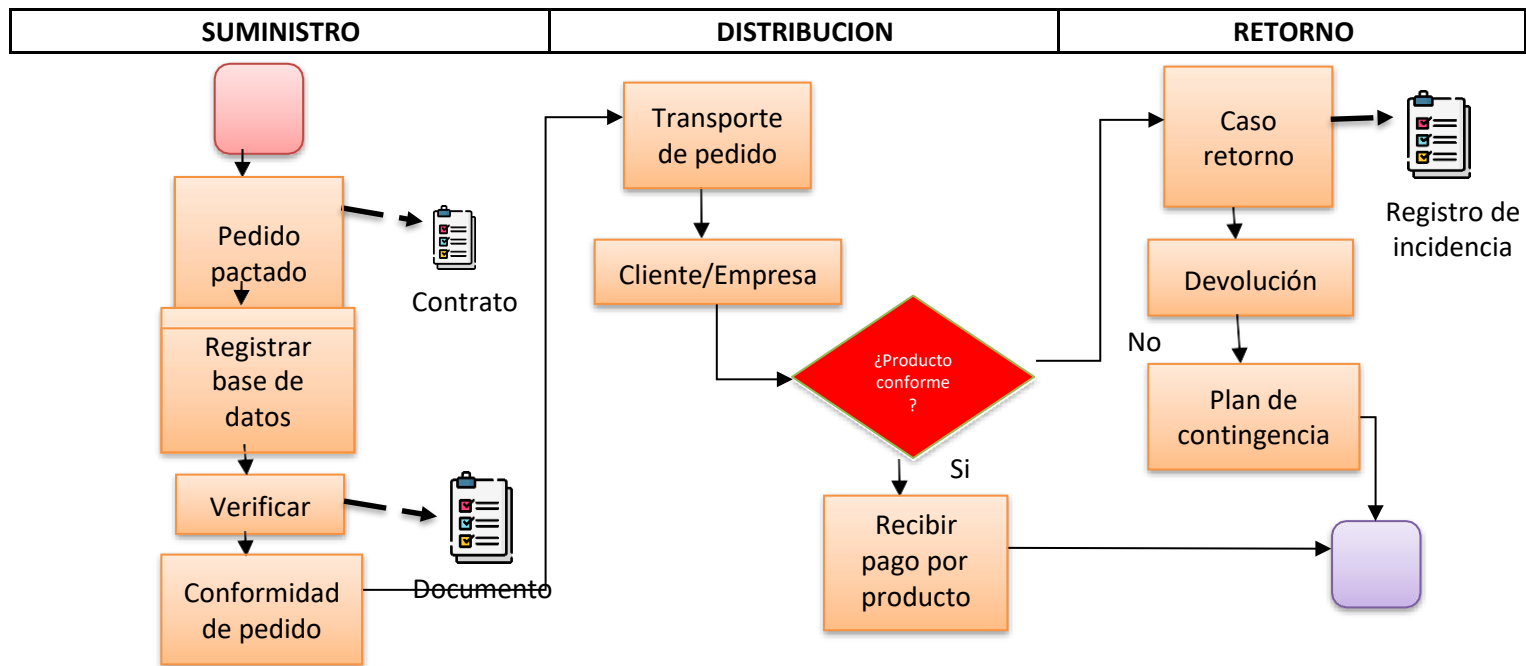 SUMINISTRO
DISTRIBUCION
RETORNO
Pedido
pactado
Contrato
Registrar
base de
datos
Verificar
Documento
Conformidad
de pedido
Transporte
de pedido
Cliente/Empresa
¿Producto
conforme
?
Si
Recibir
pago por
producto
No
Caso
retorno
Registro de
incidencia
Devolución
Plan de
contingencia